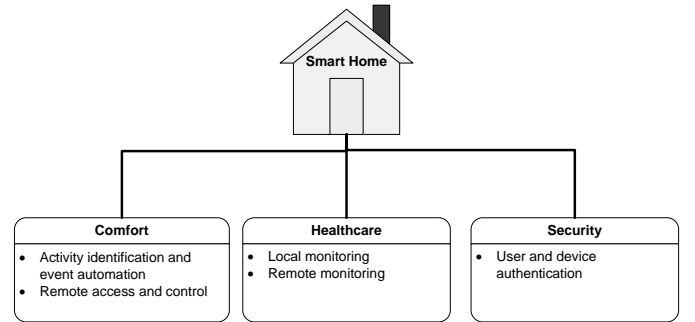 Smart Home
Comfort
• Activity identification and
event automation
• Remote access and control
Healthcare
• Local monitoring
• Remote monitoring
Security
• User and device
authentication